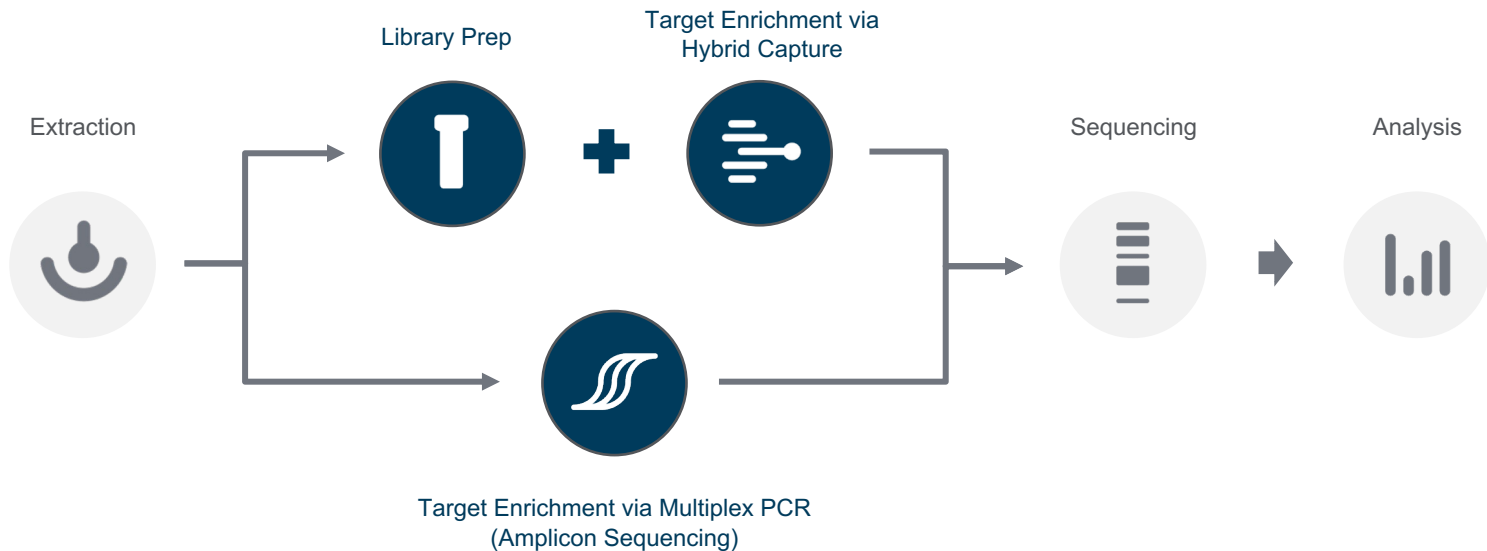 Library Prep
Target Enrichment via
Hybrid Capture
Extraction
Sequencing
Analysis
Target Enrichment via Multiplex PCR
(Amplicon Sequencing)